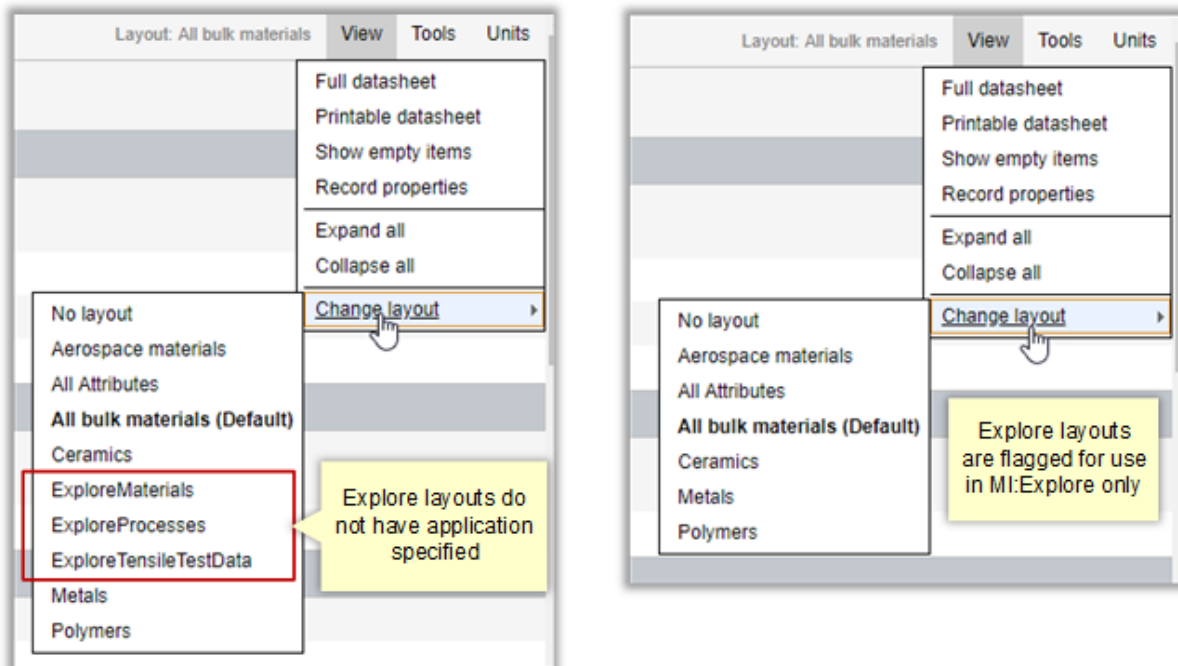 Layout: All bulk materials View Tools Units
Full datasheet
Printable datasheet
Show empty items
Record properties
Expand all
Collapse all
Change layout
No layout
Aerospace materials
All Attributes
All bulk materials (Default)
Ceramics
ExploreMaterials
ExploreProcesses
ExploreTensileTestData
Metals
Polymers
Explore layouts do
not have application
specified
Layout: All bulk materials View Tools Units
Full datasheet
Printable datasheet
Show empty items
Record properties
Expand all
Collapse all
Change layout
No layout
Aerospace materials
All Attributes
All bulk materials (Default)
Ceramics
Metals
Polymers
Explore layouts
are flagged for use
in MI:Explore only